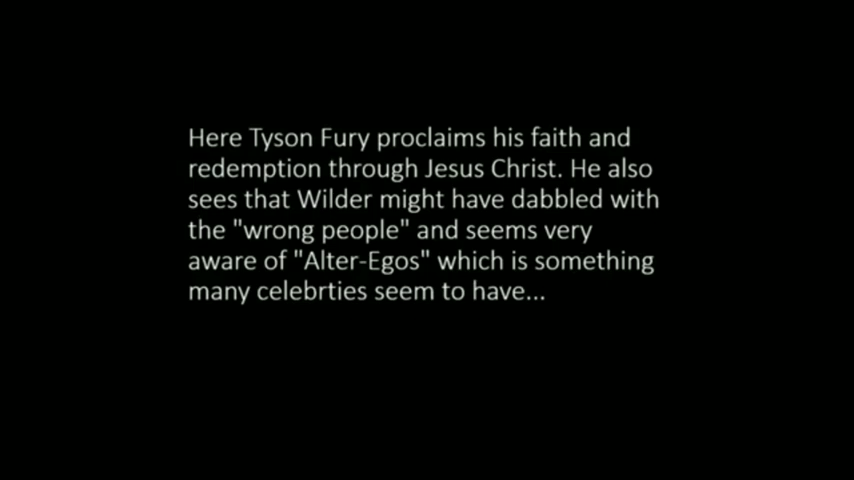 Here Tyson Fury proclaims his faith and
redemption through Jesus Christ. He also
sees that Wilder might have dabbled with
the "wrong people" and seems very
aware of "Alter-Egos" which is something
many celebrties seem to have...